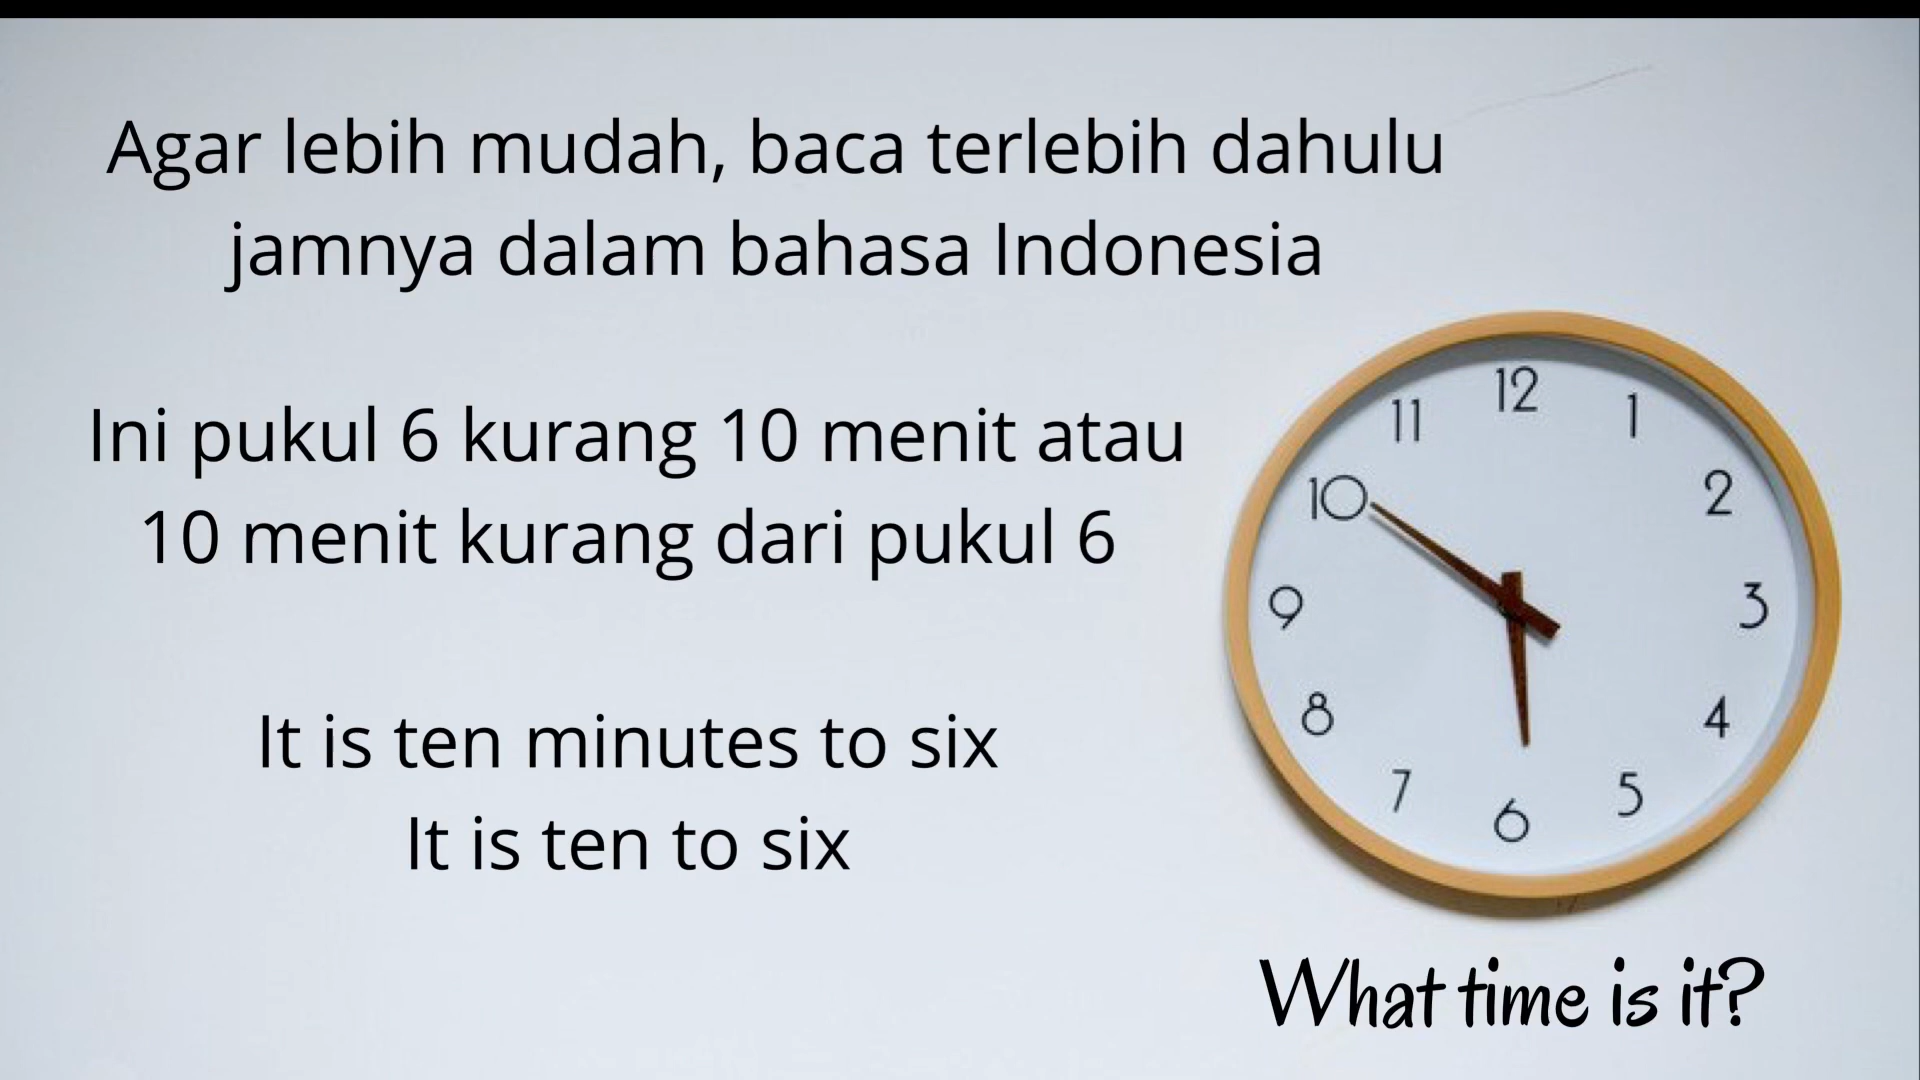 Agar lebih mudah, baca terlebih dahulu
jamnya dalam bahasa Indonesia
Ini pukul 6 kurang 10 menit atau
10 menit kurang dari pukul 6
It is ten minutes to six
It is ten to six
12
11
1
10
2
9
3
8
4
7
5
6
What time is it?